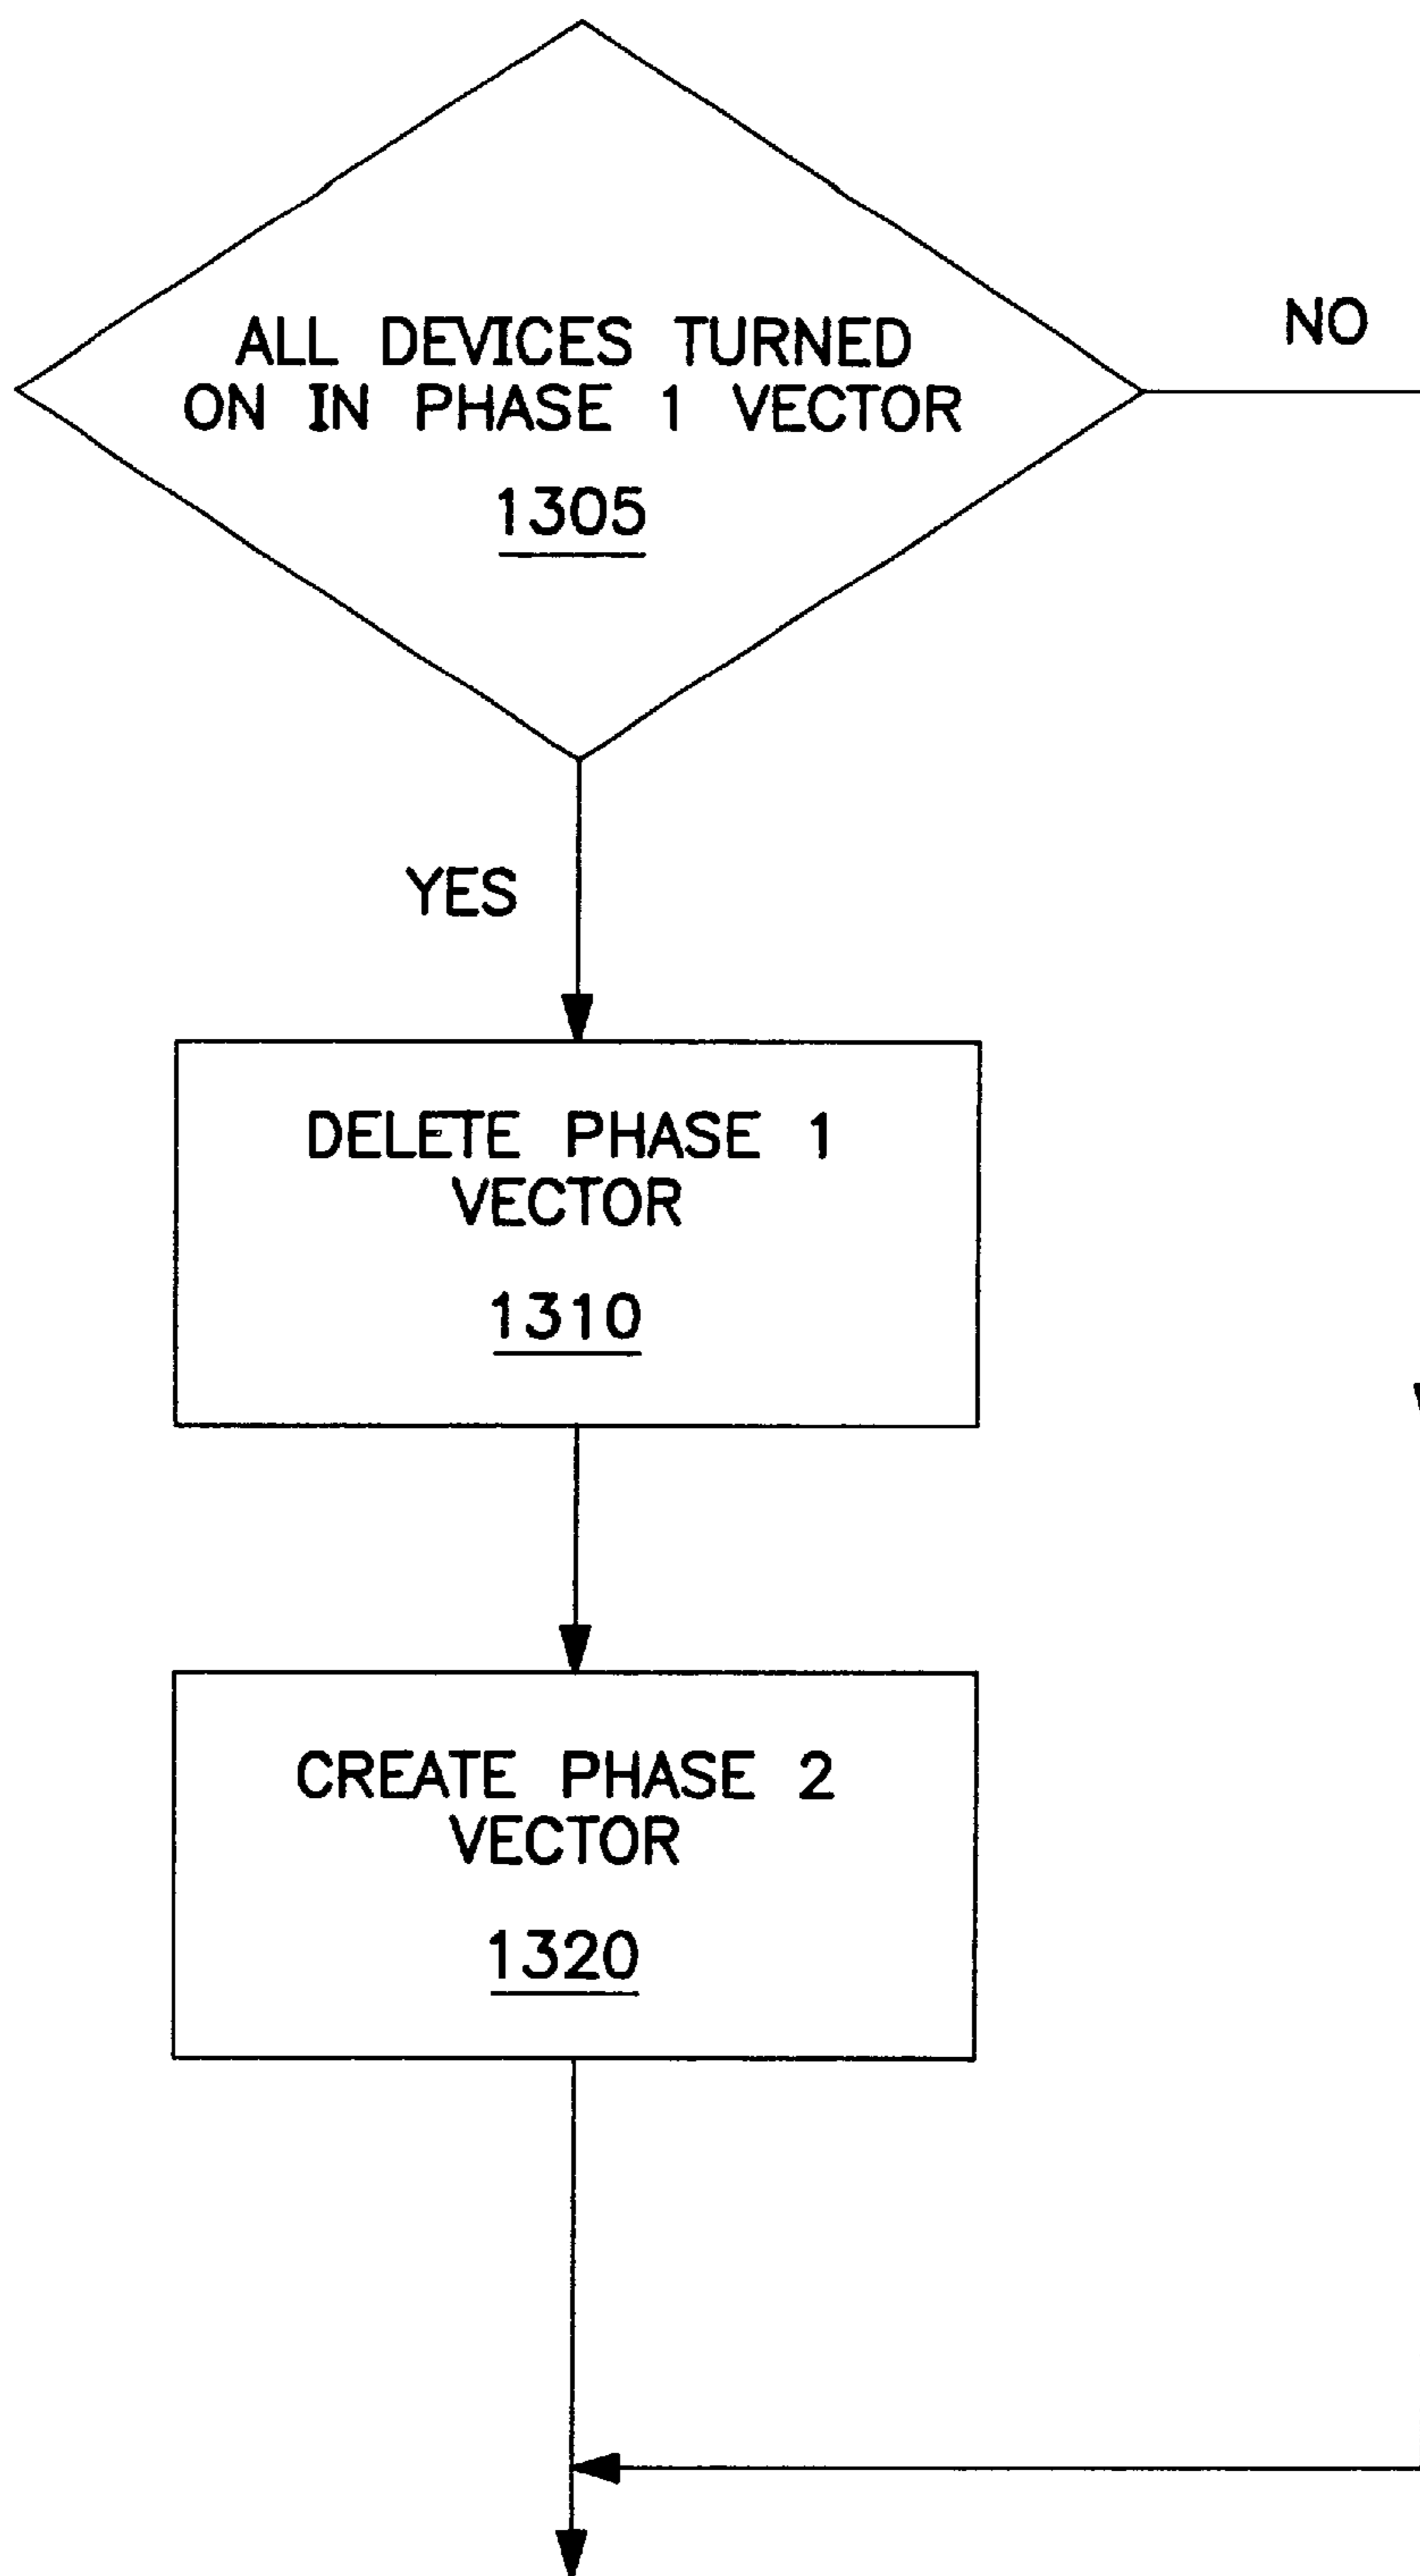 ALL DEVICES TURNED
ON IN PHASE 1 VECTOR
1305
NO
YES
DELETE PHASE 1
VECTOR
1310
CREATE PHASE 2
VECTOR
1320